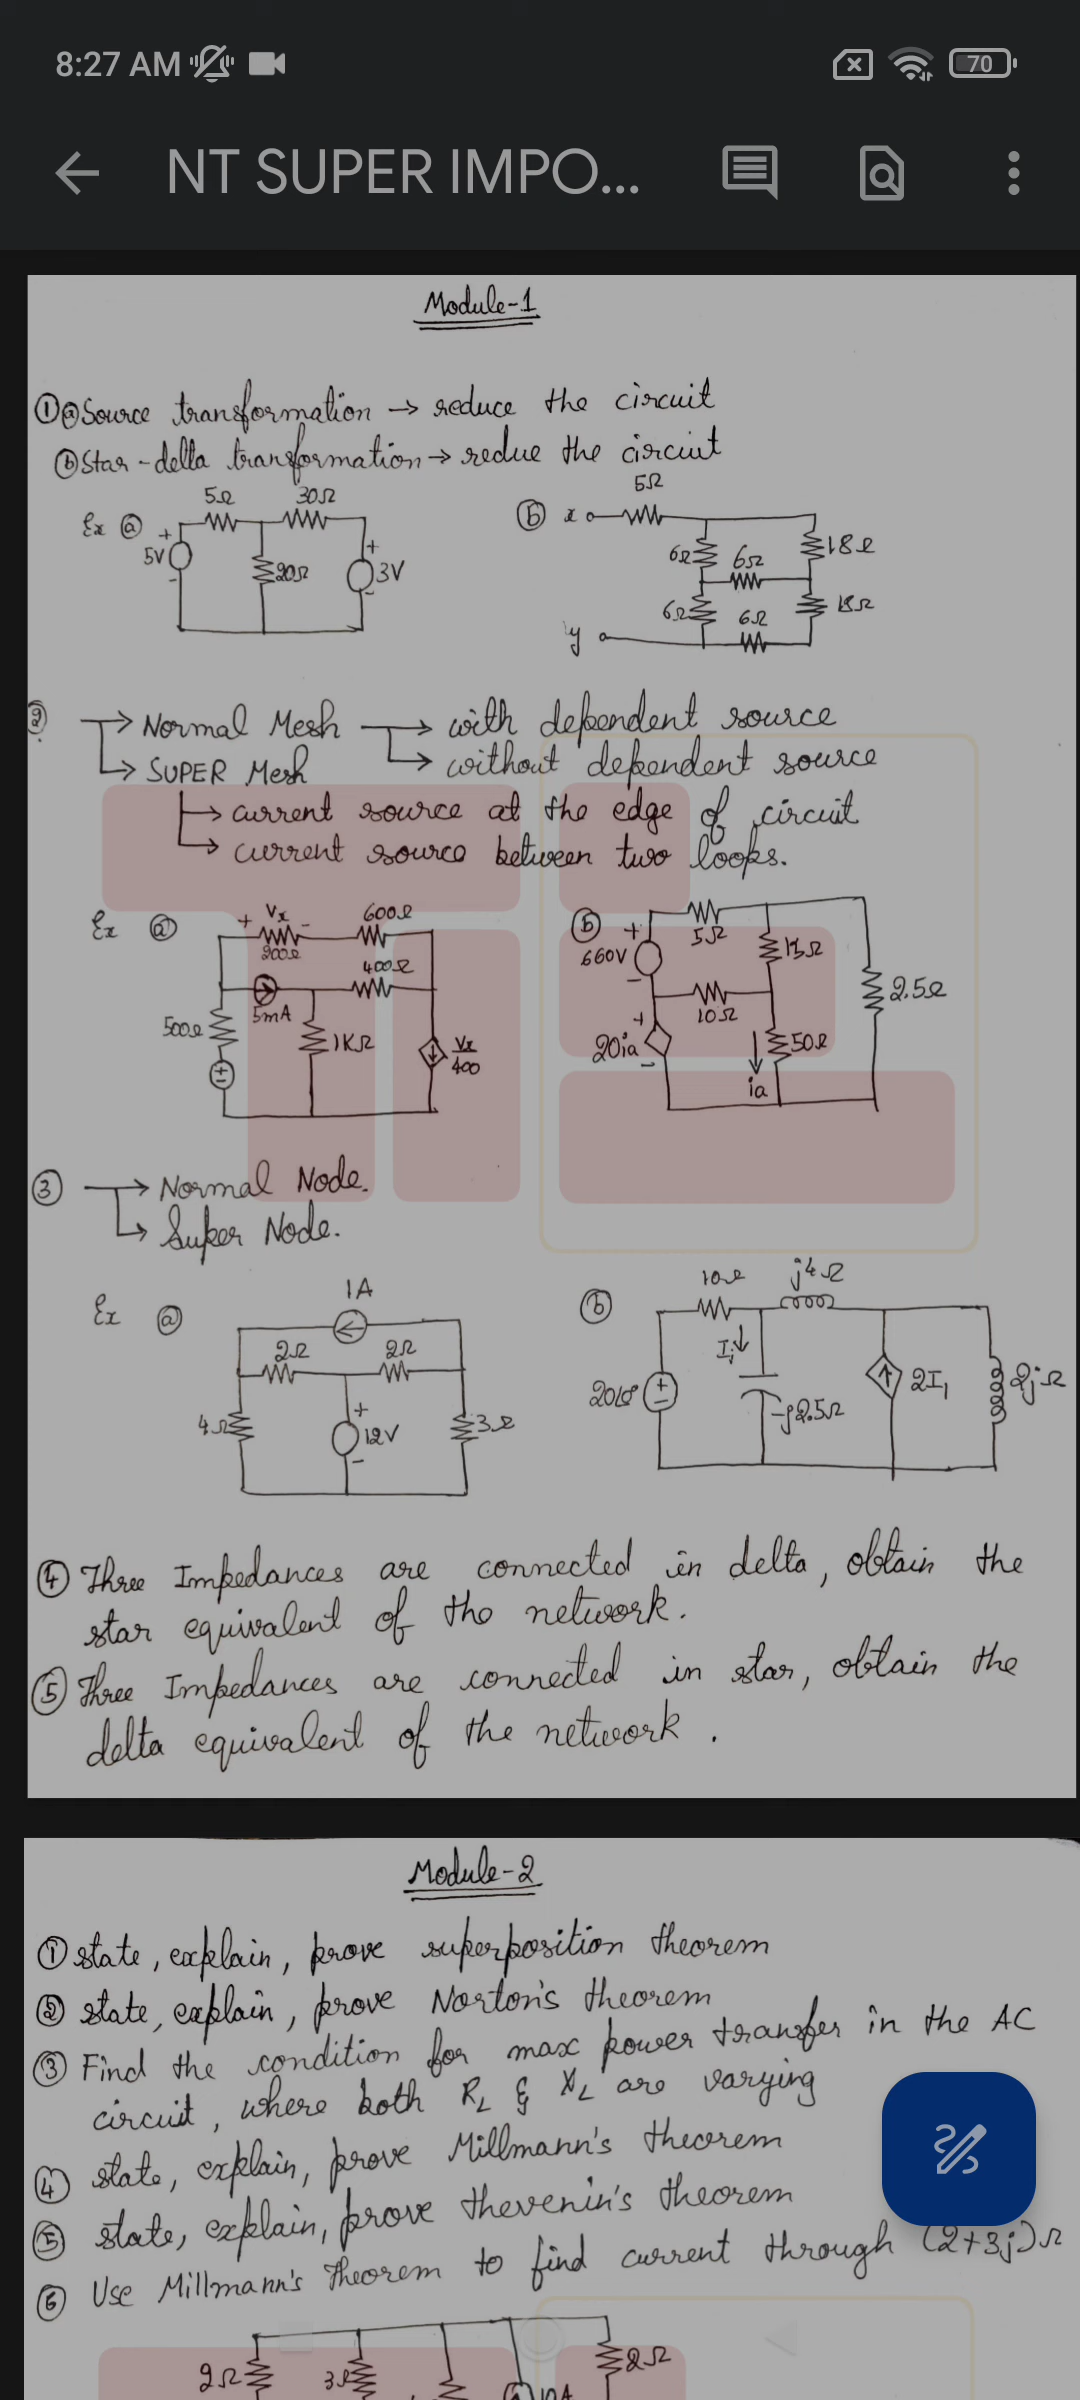 8:27 AM
70
NT SUPER IMPO...
Module-1
① ⓐ Source transformation → reduce the circuit
ⓑ Star-della transformation → redue the circuit
Ex ⓐ 5Ω 30Ω 5V 20Ω 3V
ⓑ x 5Ω 6Ω 6Ω 18Ω 6Ω 6Ω 18Ω y
② → Normal Mesh → with dependent source
→ SUPER Mesh → without dependent source
→ current source at the edge of circuit
→ current source between two loops.
Ex ⓐ + Vx - 600Ω 400Ω 5mA 500Ω 1KΩ Vx/400
ⓑ + 660V - 5Ω 10Ω 2.5Ω + 20ia - 50Ω ia
③ → Normal Node.
→ Super Node.
Ex ⓐ 1A 2Ω 2Ω 4Ω + 12V - 3Ω
ⓑ 10Ω j4Ω I₁ -j2.5Ω 2I₁ 2jΩ
④ Three Impedances are connected in delta, obtain the
star equivalent of the network.
⑤ Three Impedances are connected in star, obtain the
delta equivalent of the network.
Module-2
① state, explain, prove superposition theorem
② state, explain, prove Norton's theorem
③ Find the condition for max power transfer in the AC
circuit, where both RL & XL are varying
④ state, explain, prove Millmann's theorem
⑤ state, explain, prove thevenin's theorem
⑥ Use Millmann's Theorem to find current through (2+3j)Ω
2Ω 3Ω 2Ω